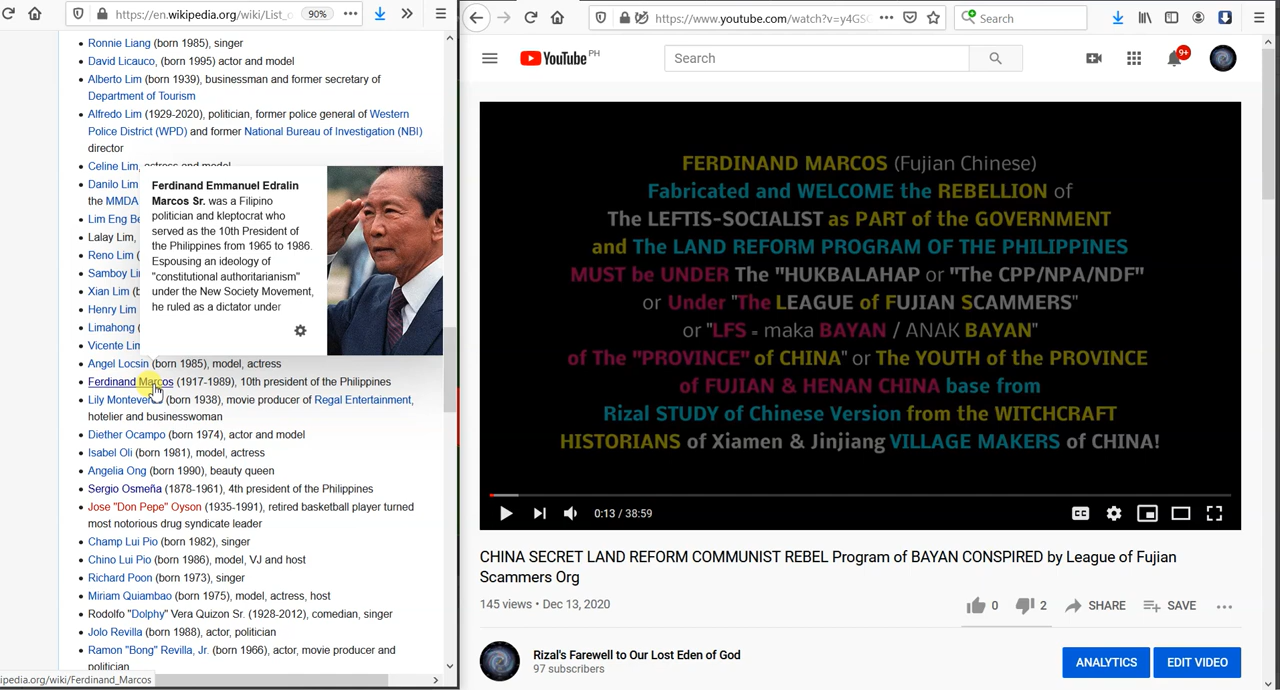 https://en.wikipedia.org/wiki/List_o
90%
Ronnie Liang (born 1985), singer
David Licauco, (born 1995) actor and model
Alberto Lim (born 1939), businessman and former secretary of
Department of Tourism
Alfredo Lim (1929-2020), politician, former police general of Western
Police District (WPD) and former National Bureau of Investigation (NBI)
director
Celine Lim, actress and model
Danilo Lim
the MMDA
Lim Eng Be
Lalay Lim,
Reno Lim
Samboy Li
Xian Lim (b
Henry Lim
Limahong (
Vicente Lim
Ferdinand Emmanuel Edralin
Marcos Sr. was a Filipino
politician and kleptocrat who
served as the 10th President of
the Philippines from 1965 to 1986.
Espousing an ideology of
"constitutional authoritarianism"
under the New Society Movement,
he ruled as a dictator under
Angel Locsin (born 1985), model, actress
Ferdinand Marcos (1917-1989), 10th president of the Philippines
Lily Monteverde (born 1938), movie producer of Regal Entertainment,
hotelier and businesswoman
Diether Ocampo (born 1974), actor and model
Isabel Oli (born 1981), model, actress
Angelia Ong (born 1990), beauty queen
Sergio Osmeña (1878-1961), 4th president of the Philippines
Jose "Don Pepe" Oyson (1935-1991), retired basketball player turned
most notorious drug syndicate leader
Champ Lui Pio (born 1982), singer
Chino Lui Pio (born 1986), model, VJ and host
Richard Poon (born 1973), singer
Miriam Quiambao (born 1975), model, actress, host
Rodolfo "Dolphy" Vera Quizon Sr. (1928-2012), comedian, singer
Jolo Revilla (born 1988), actor, politician
Ramon "Bong" Revilla, Jr. (born 1966), actor, movie producer and
politician
ipedia.org/wiki/Ferdinand_Marcos
https://www.youtube.com/watch?v=y4GS
Search
YouTube PH
Search
9+
FERDINAND MARCOS (Fujian Chinese)
Fabricated and WELCOME the REBELLION of
The LEFTIS-SOCIALIST as PART of the GOVERNMENT
and The LAND REFORM PROGRAM OF THE PHILIPPINES
MUST be UNDER The "HUKBALAHAP or "The CPP/NPA/NDF"
or Under "The LEAGUE of FUJIAN SCAMMERS"
or "LFS = maka BAYAN / ANAK BAYAN"
of The "PROVINCE" of CHINA" or The YOUTH of the PROVINCE
of FUJIAN & HENAN CHINA base from
Rizal STUDY of Chinese Version from the WITCHCRAFT
HISTORIANS of Xiamen & Jinjiang VILLAGE MAKERS of CHINA!
0:13 / 38:59
CC
CHINA SECRET LAND REFORM COMMUNIST REBEL Program of BAYAN CONSPIRED by League of Fujian
Scammers Org
145 views • Dec 13, 2020
0
2
SHARE
SAVE
Rizal's Farewell to Our Lost Eden of God
97 subscribers
ANALYTICS
EDIT VIDEO